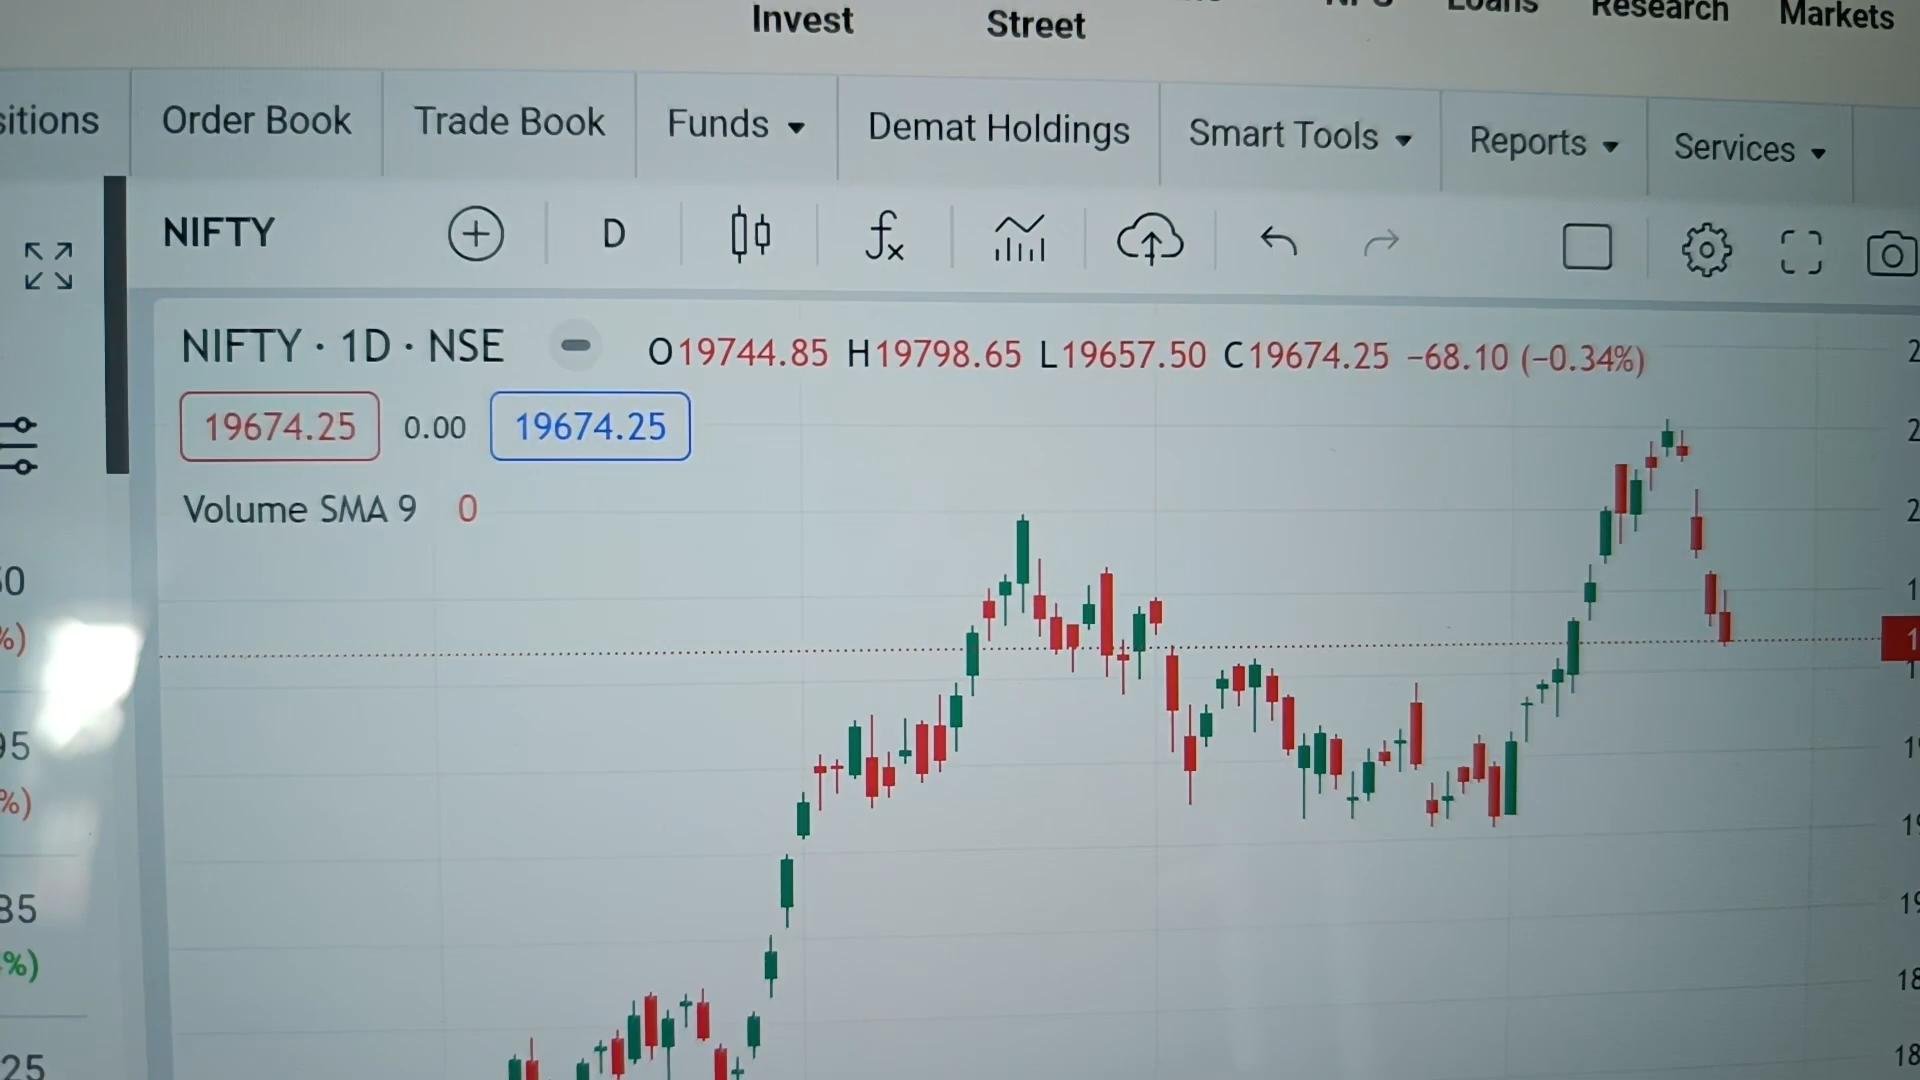 Invest Street Loans Research Markets
Order Book Trade Book Funds Demat Holdings Smart Tools Reports Services
NIFTY D fx
NIFTY · 1D · NSE O19744.85 H19798.65 L19657.50 C19674.25 −68.10 (−0.34%)
19674.25 0.00 19674.25
Volume SMA 9 0